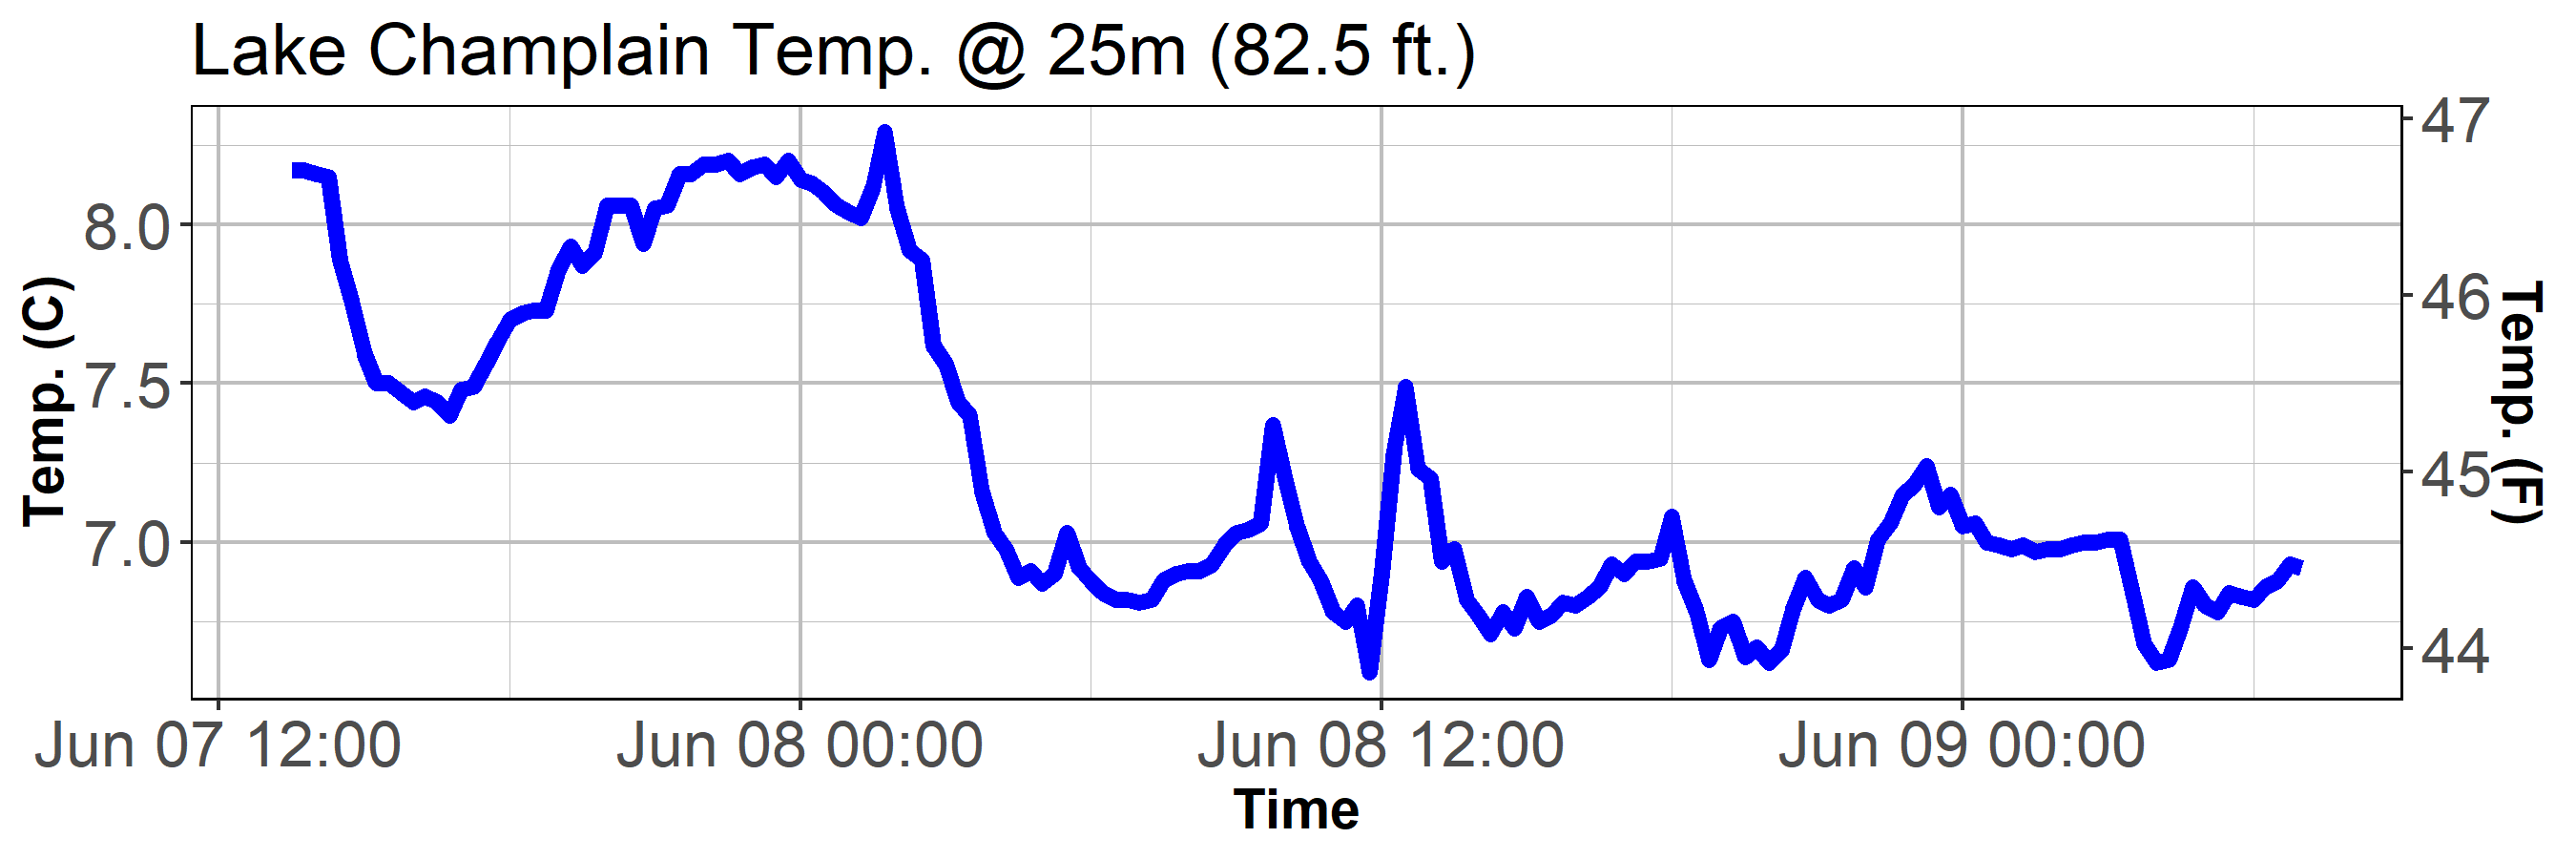 Lake Champlain Temp. @ 25m (82.5 ft.)
Temp. (C)
8.0
7.5
7.0
47
46
45
44
Temp. (F)
Jun 07 12:00 Jun 08 00:00 Jun 08 12:00 Jun 09 00:00
Time